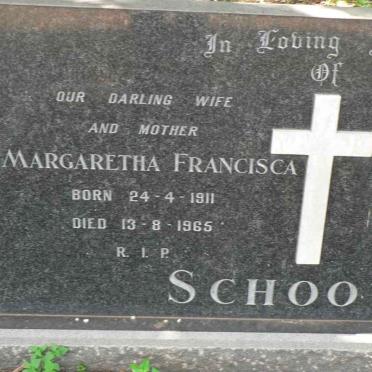 In Loving
Of
OUR DARLING WIFE
AND MOTHER
MARGARETHA FRANCISCA
BORN 24-4-1911
DIED 13-8-1965
R. I. P.
SCHOO